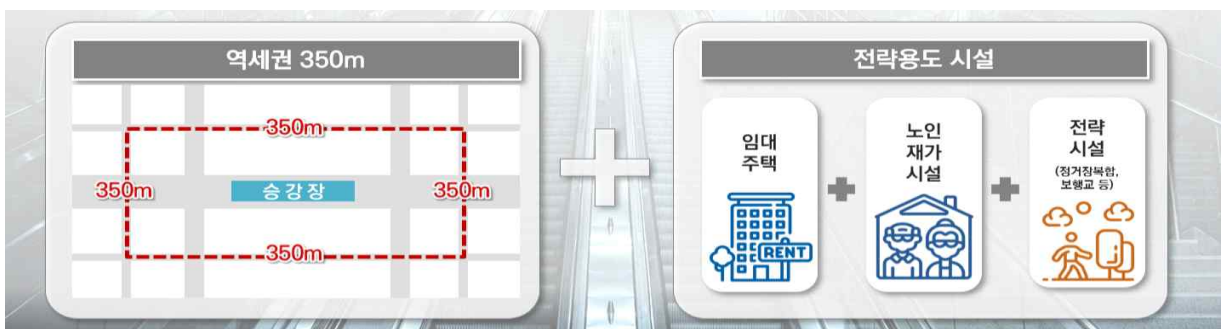 역세권 350m
350m
350m
승강장
350m
350m
전략용도 시설
임대
주택
RENT
노인
재가
시설
전략
시설
(정거장복합,
보행교 등)